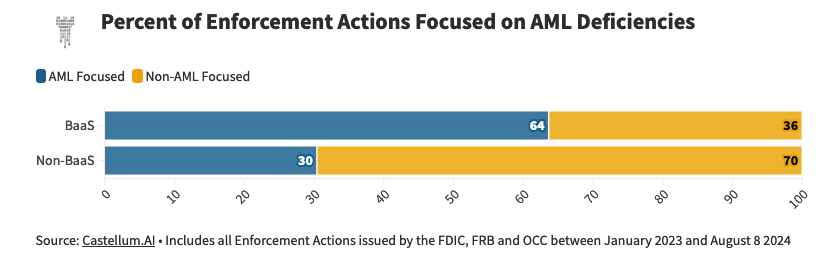 Percent of Enforcement Actions Focused on AML Deficiencies
AML Focused Non-AML Focused
BaaS 64 36
Non-BaaS 30 70
0 10 20 30 40 50 60 70 80 90 100
Source: Castellum.AI • Includes all Enforcement Actions issued by the FDIC, FRB and OCC between January 2023 and August 8 2024